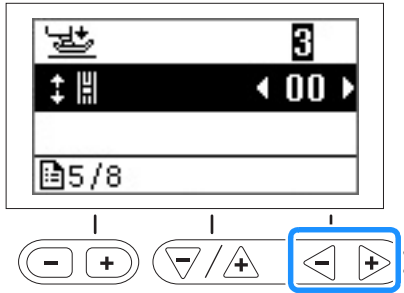 3
00
5/8
- + - / + - +